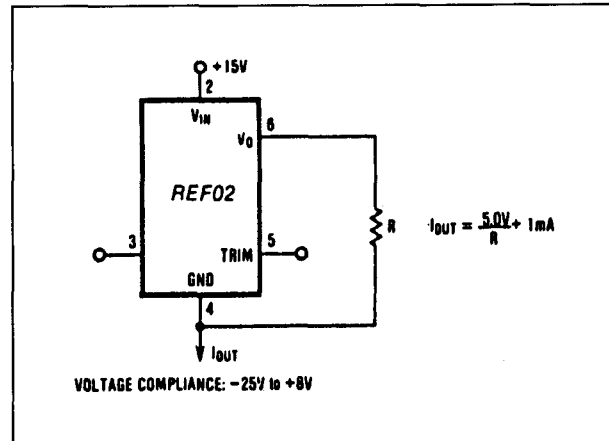 +15V
2
VIN
6
VO
REF02
R
IOUT = 5.0V/R + 1mA
3
TRIM
5
GND
4
IOUT
VOLTAGE COMPLIANCE: -25V to +8V